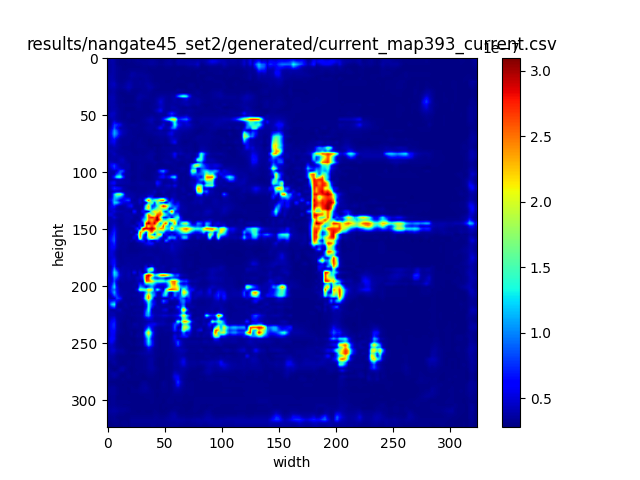 results/nangate45_set2/generated/current_map393_current.csv
1e−7
0
50
100
150
200
250
300
height
0 50 100 150 200 250 300
width
3.0
2.5
2.0
1.5
1.0
0.5